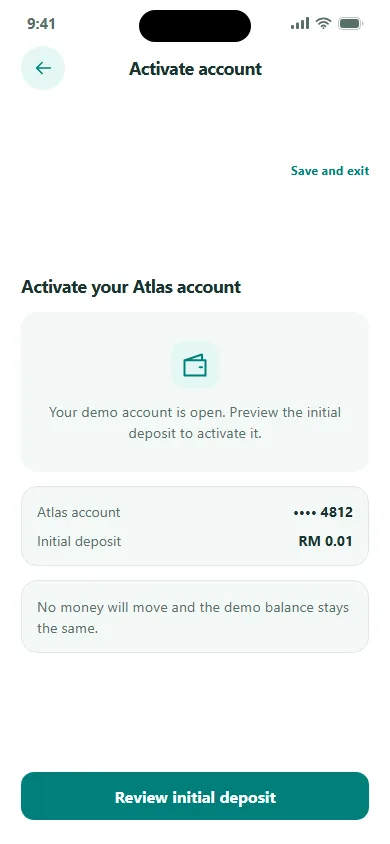 9:41
Activate account
Save and exit
Activate your Atlas account
Your demo account is open. Preview the initial
deposit to activate it.
Atlas account
•••• 4812
Initial deposit
RM 0.01
No money will move and the demo balance stays
the same.
Review initial deposit